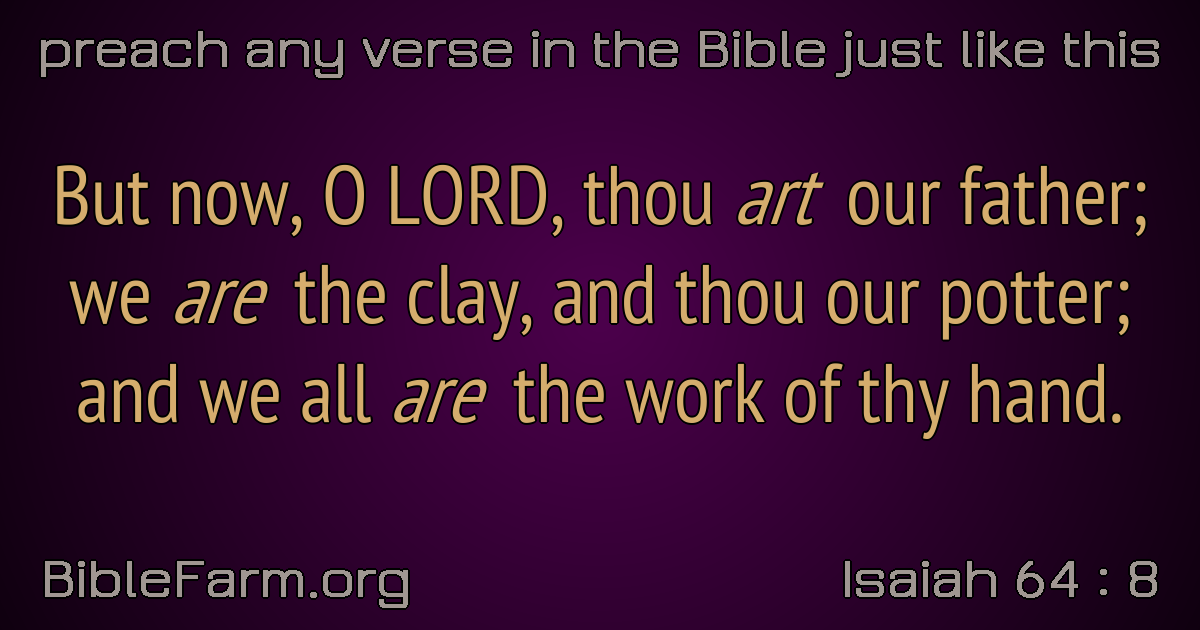 preach any verse in the Bible just like this
But now, O LORD, thou art our father;
we are the clay, and thou our potter;
and we all are the work of thy hand.
BibleFarm.org
Isaiah 64 : 8